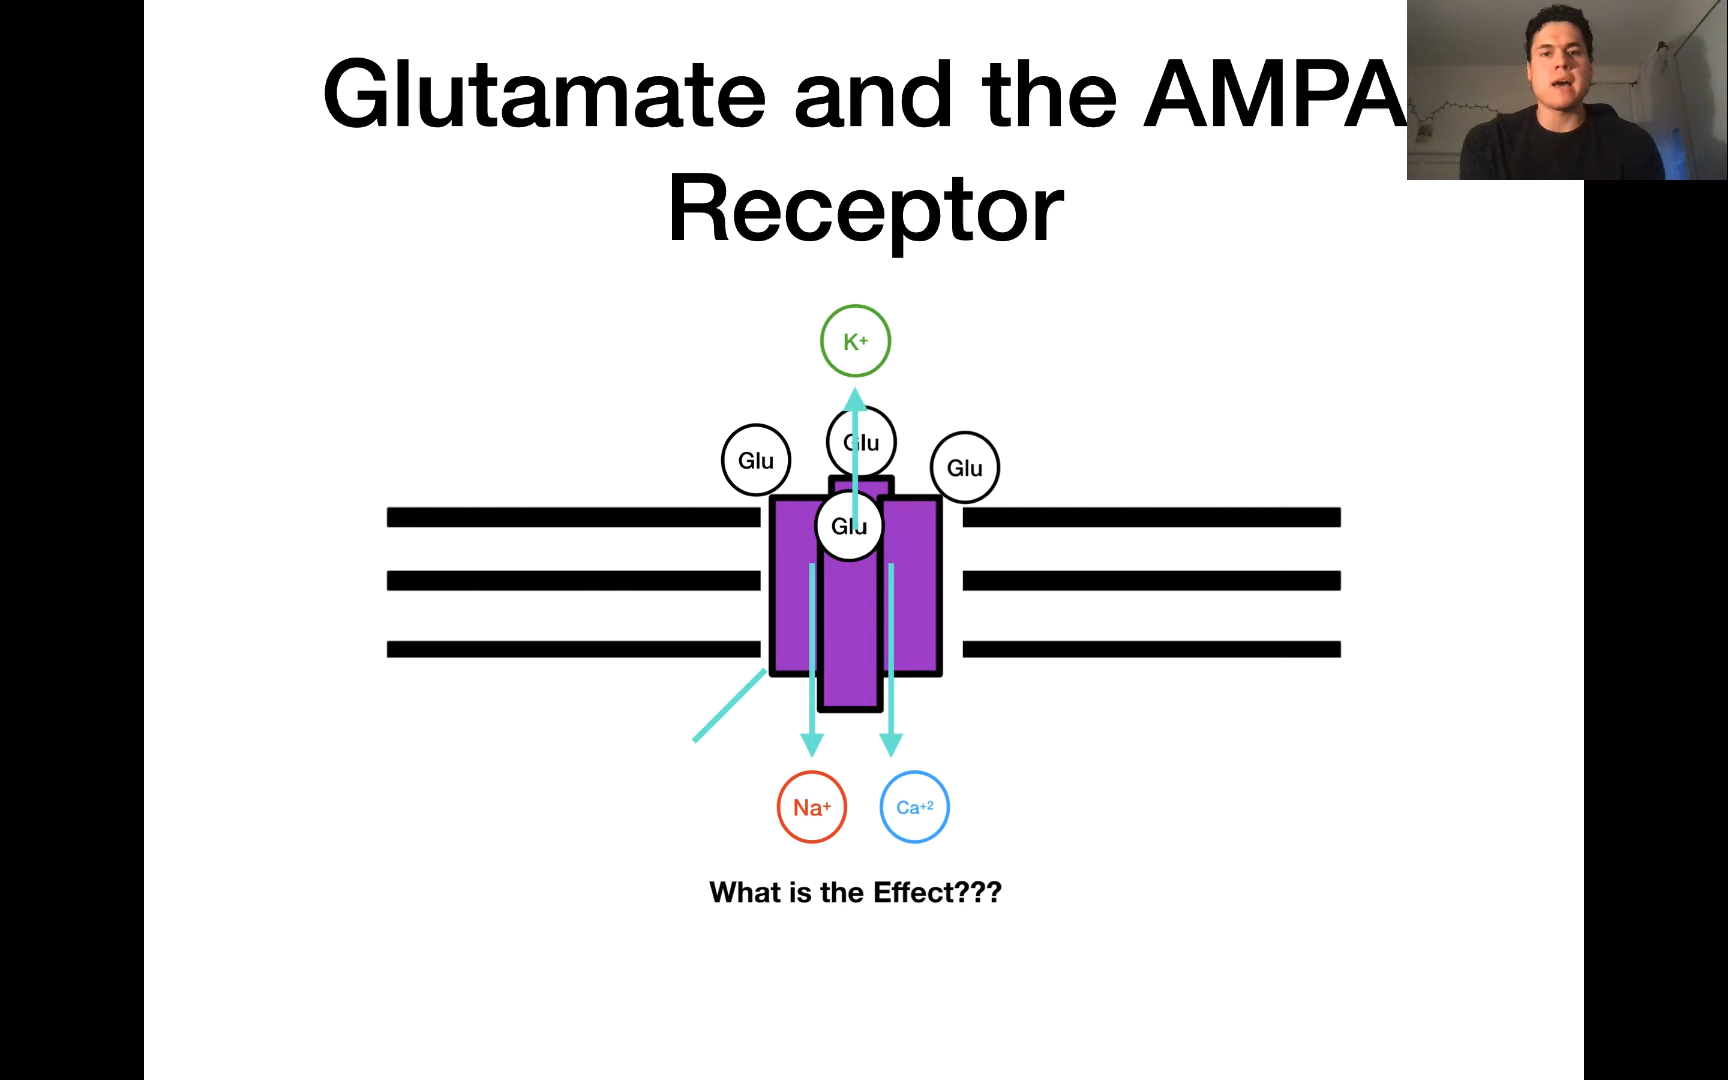 Glutamate and the AMPA
Receptor
K+
Glu
Glu
Glu
Glu
Na+
Ca+2
What is the Effect???